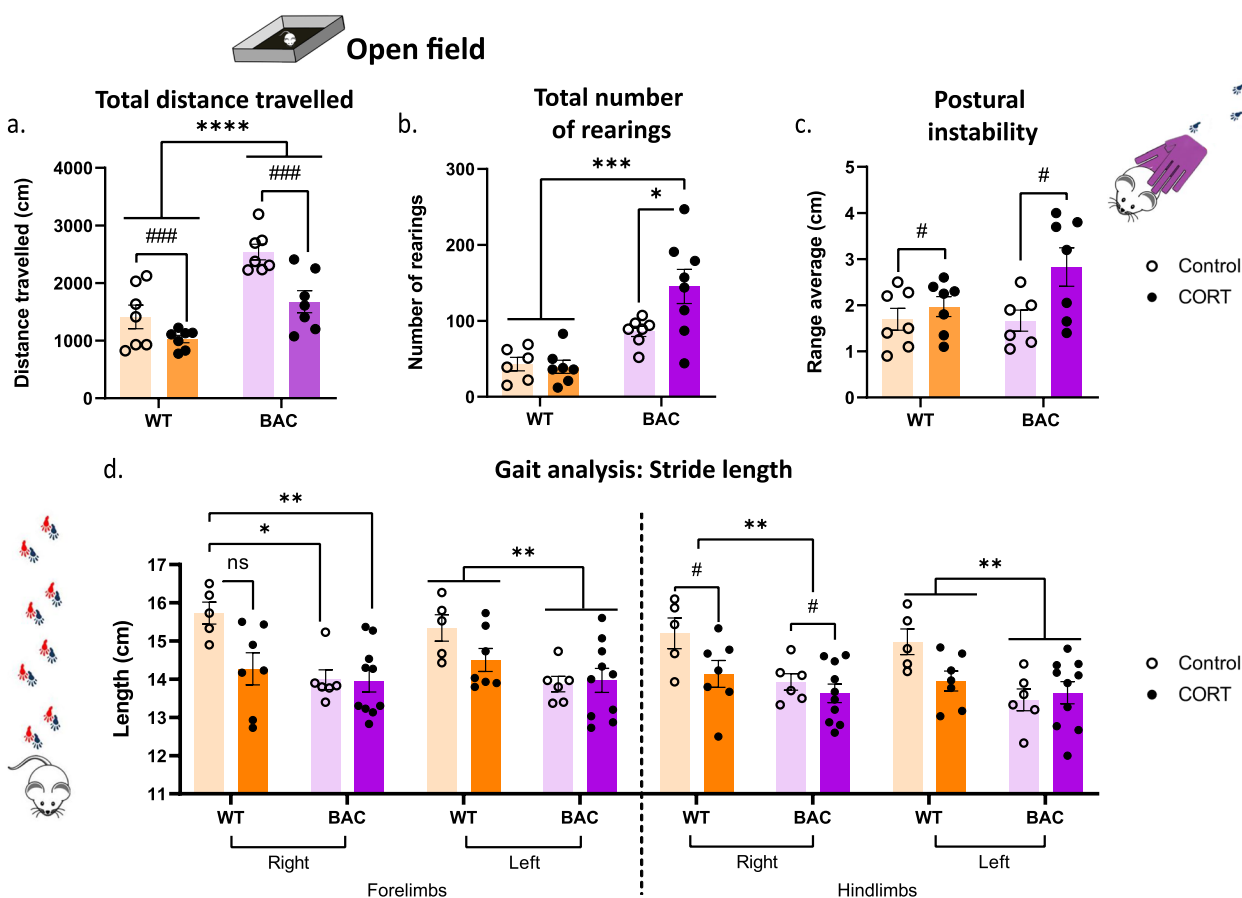 Open field
a.
Total distance travelled
****
###
###
Distance travelled (cm)
4000
3000
2000
1000
0
WT
BAC
b.
Total number
of rearings
***
*
Number of rearings
300
200
100
0
WT
BAC
c.
Postural
instability
#
#
Range average (cm)
5
4
3
2
1
0
WT
BAC
Control
CORT
d.
Gait analysis: Stride length
**
*
ns
**
**
#
#
**
Length (cm)
17
16
15
14
13
12
11
WT
BAC
WT
BAC
WT
BAC
WT
BAC
Right
Left
Right
Left
Forelimbs
Hindlimbs
Control
CORT